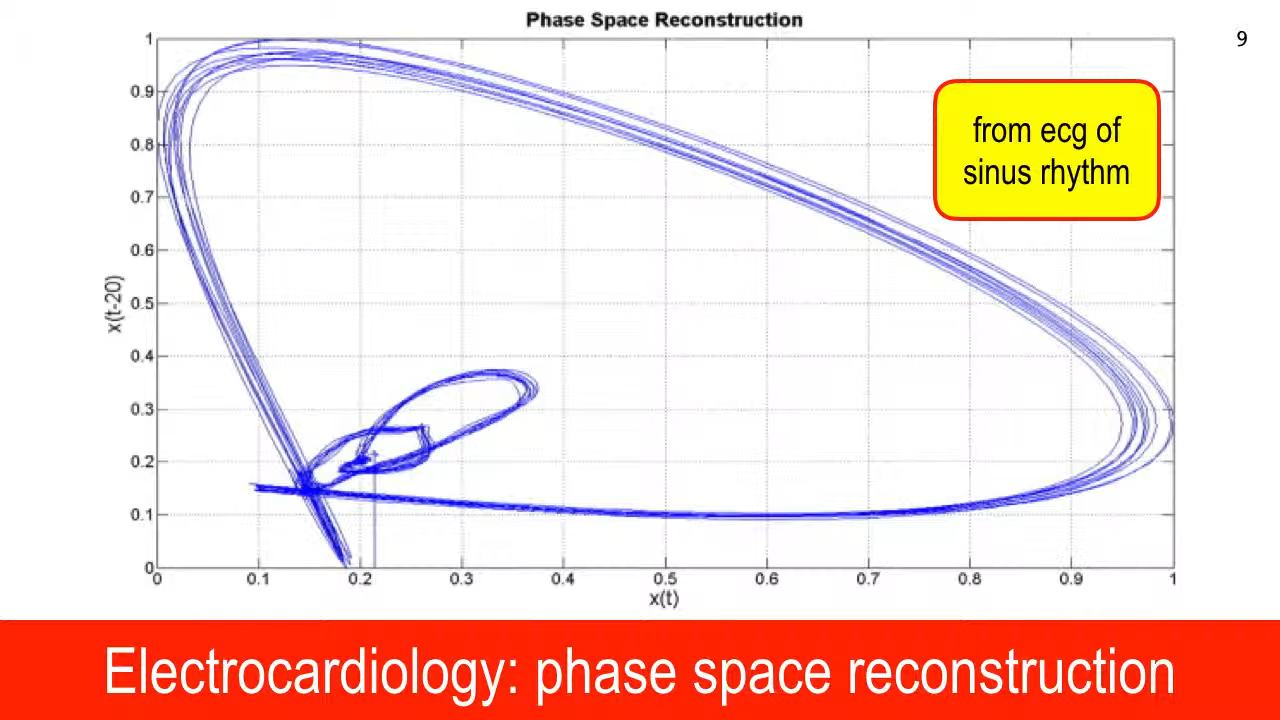 Phase Space Reconstruction
9
from ecg of
sinus rhythm
1
0.9
0.8
0.7
0.6
0.5
0.4
0.3
0.2
0.1
0
x(t-20)
0 0.1 0.2 0.3 0.4 0.5 0.6 0.7 0.8 0.9 1
x(t)
Electrocardiology: phase space reconstruction